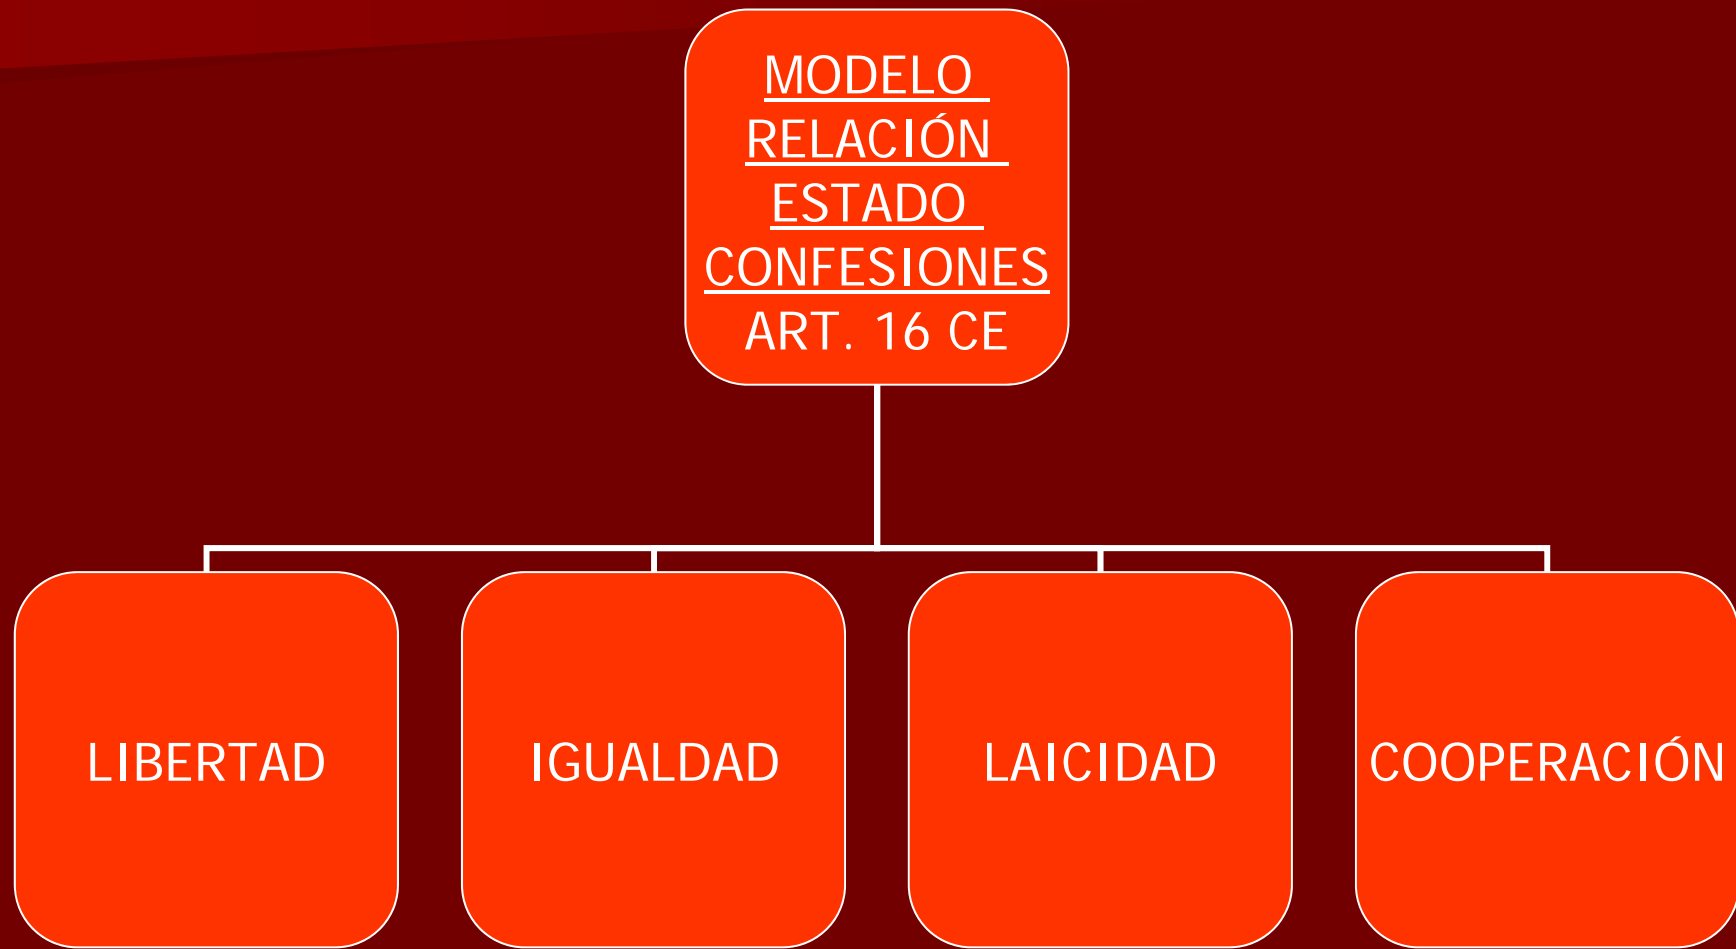 MODELO
RELACIÓN
ESTADO
CONFESIONES
ART. 16 CE
LIBERTAD
IGUALDAD
LAICIDAD
COOPERACIÓN